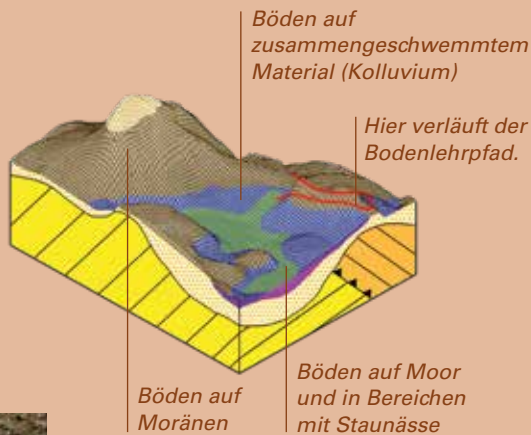 Böden auf
zusammengeschwemmtem
Material (Kolluvium)
Hier verläuft der
Bodenlehrpfad.
Böden auf
Moränen
Böden auf Moor
und in Bereichen
mit Staunässe